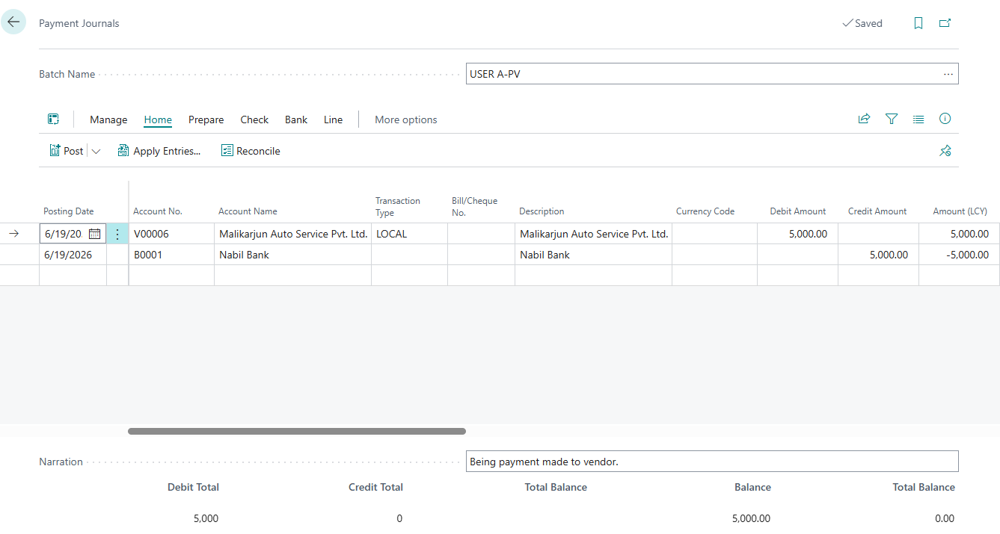 Payment Journals
Saved
Batch Name
USER A-PV
Manage Home Prepare Check Bank Line More options
Post Apply Entries... Reconcile
Posting Date Account No. Account Name Transaction Type Bill/Cheque No. Description Currency Code Debit Amount Credit Amount Amount (LCY)
6/19/20 V00006 Malikarjun Auto Service Pvt. Ltd. LOCAL Malikarjun Auto Service Pvt. Ltd. 5,000.00 5,000.00
6/19/2026 B0001 Nabil Bank Nabil Bank 5,000.00 -5,000.00
Narration
Being payment made to vendor.
Debit Total Credit Total Total Balance Balance Total Balance
5,000 0 5,000.00 0.00